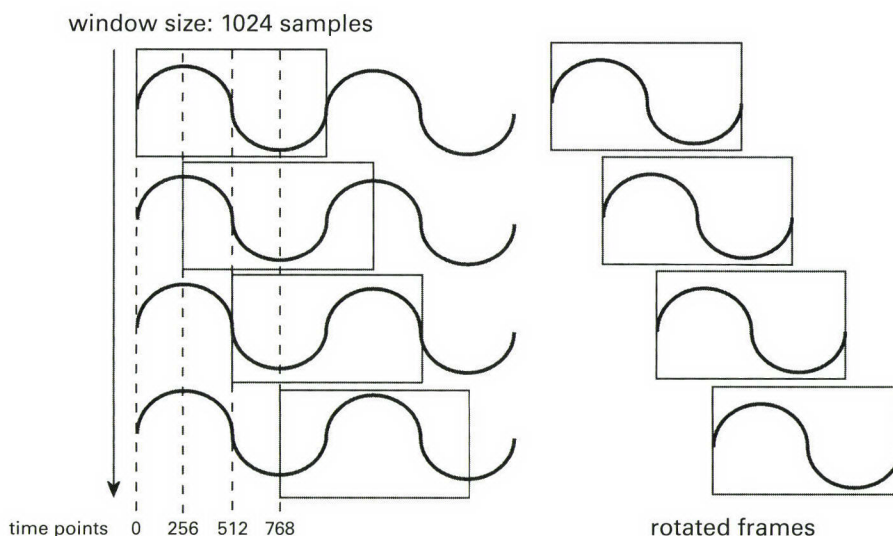 window size: 1024 samples
time points 0 256 512 768
rotated frames